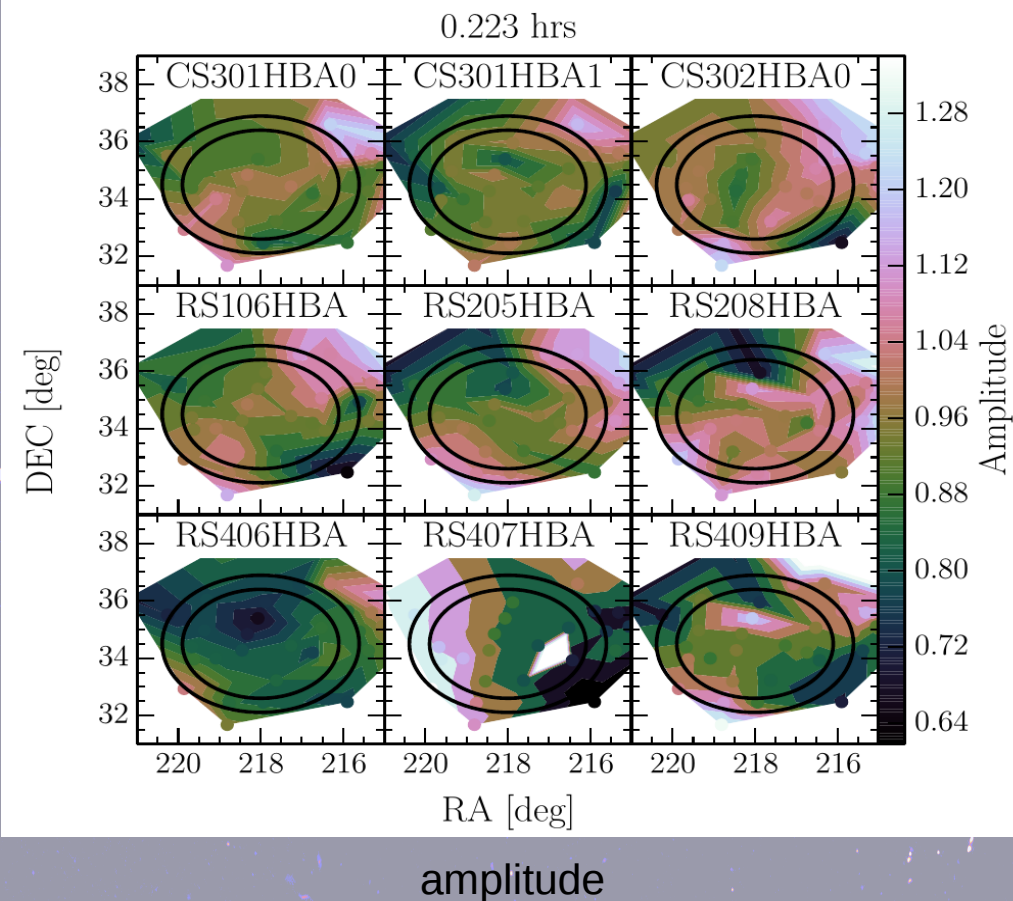 0.223 hrs
CS301HBA0 CS301HBA1 CS302HBA0
38
36
34
32
RS106HBA RS205HBA RS208HBA
38
36
34
32
RS406HBA RS407HBA RS409HBA
38
36
34
32
220 218 216 220 218 216 220 218 216
RA [deg]
DEC [deg]
1.28
1.20
1.12
1.04
0.96
0.88
0.80
0.72
0.64
Amplitude
amplitude